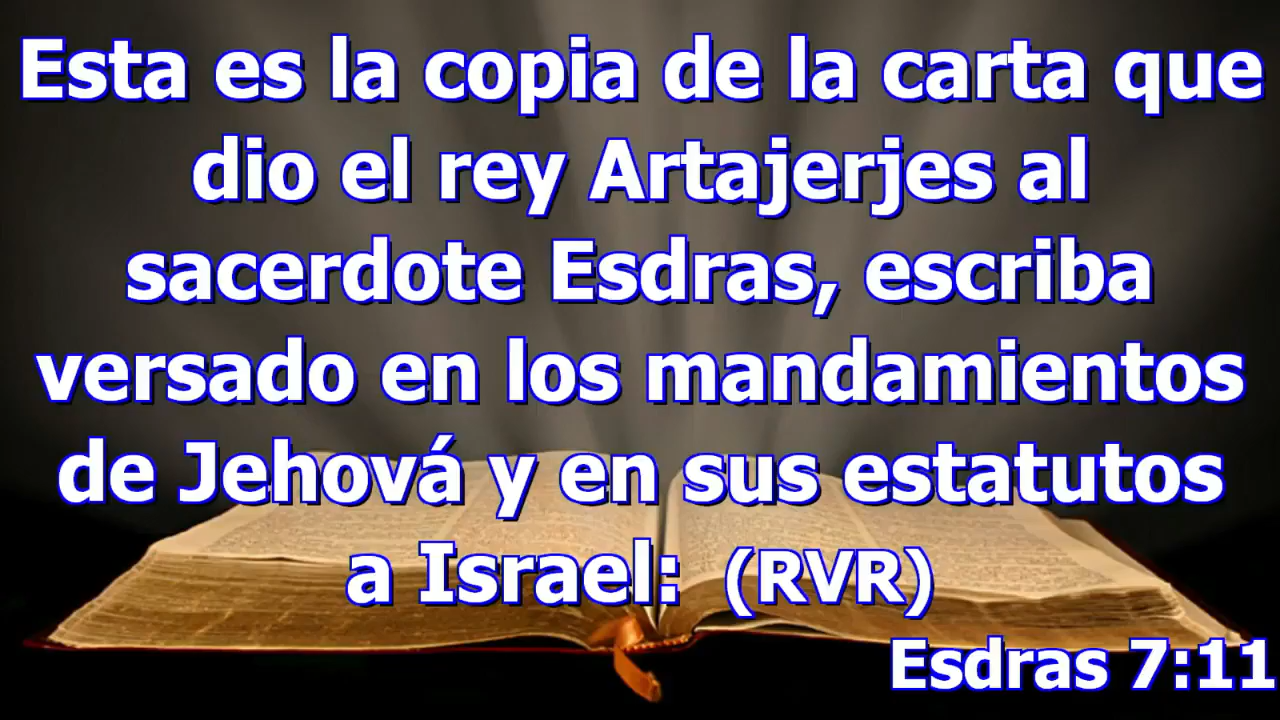 Esta es la copia de la carta que
dio el rey Artajerjes al
sacerdote Esdras, escriba
versado en los mandamientos
de Jehová y en sus estatutos
a Israel: (RVR)
Esdras 7:11